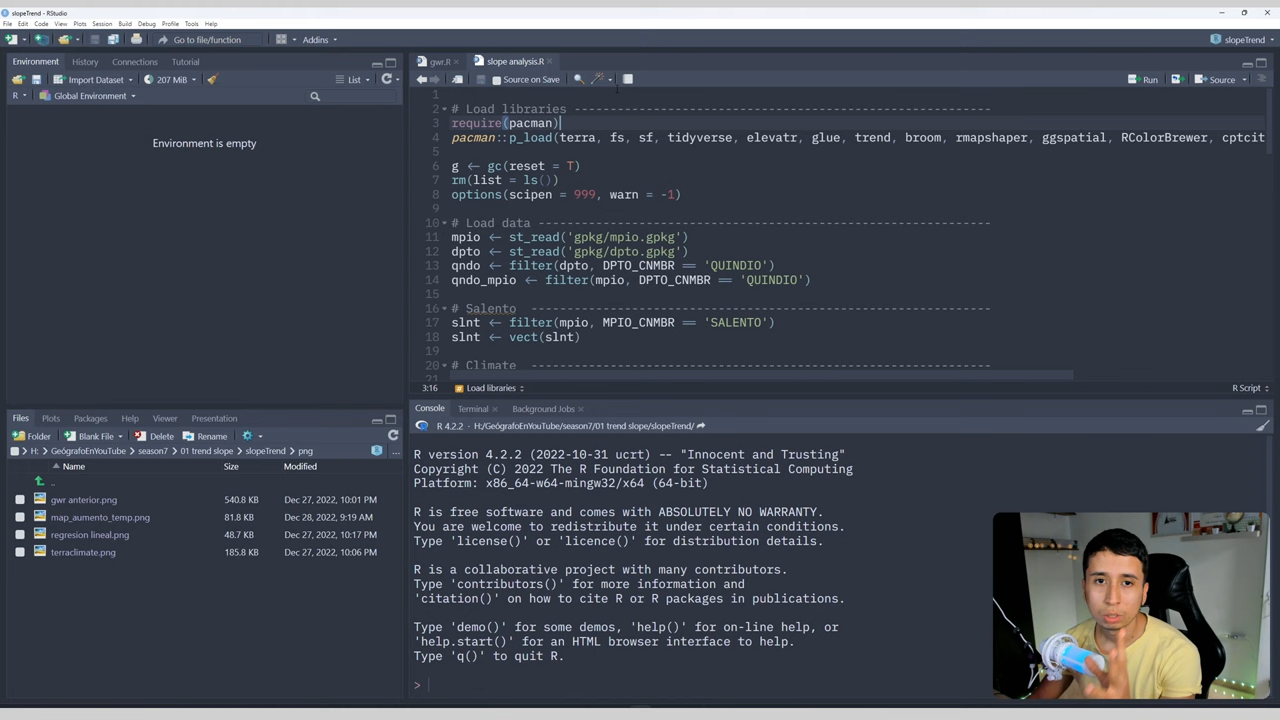 slopeTrend - RStudio
File Edit Code View Plots Session Build Debug Profile Tools Help
Go to file/function
Addins
slopeTrend
Environment History Connections Tutorial
Import Dataset
207 MiB
List
R
Global Environment
Environment is empty
Files Plots Packages Help Viewer Presentation
Folder Blank File Delete Rename
H: GeógrafoEnYouTube season7 01 trend slope slopeTrend png
Name Size Modified
..
gwr anterior.png 540.8 KB Dec 27, 2022, 10:01 PM
map_aumento_temp.png 81.8 KB Dec 28, 2022, 9:19 AM
regresion lineal.png 48.7 KB Dec 27, 2022, 10:17 PM
terraclimate.png 185.8 KB Dec 27, 2022, 10:06 PM
gwr.R slope analysis.R
Source on Save
Run
Source
1
2 # Load libraries ----------------------------------------------------------
3 require(pacman)
4 pacman::p_load(terra, fs, sf, tidyverse, elevatr, glue, trend, broom, rmapshaper, ggspatial, RColorBrewer, cptcit
5
6 g ← gc(reset = T)
7 rm(list = ls())
8 options(scipen = 999, warn = -1)
9
10 # Load data ---------------------------------------------------------------
11 mpio ← st_read('gpkg/mpio.gpkg')
12 dpto ← st_read('gpkg/dpto.gpkg')
13 qndo ← filter(dpto, DPTO_CNMBR == 'QUINDIO')
14 qndo_mpio ← filter(mpio, DPTO_CNMBR == 'QUINDIO')
15
16 # Salento  ----------------------------------------------------------------
17 slnt ← filter(mpio, MPIO_CNMBR == 'SALENTO')
18 slnt ← vect(slnt)
19
20 # Climate  ----------------------------------------------------------------
21
3:16
Load libraries
R Script
Console Terminal Background Jobs
R 4.2.2 · H:/GeógrafoEnYouTube/season7/01 trend slope/slopeTrend/
R version 4.2.2 (2022-10-31 ucrt) -- "Innocent and Trusting"
Copyright (C) 2022 The R Foundation for Statistical Computing
Platform: x86_64-w64-mingw32/x64 (64-bit)
R is free software and comes with ABSOLUTELY NO WARRANTY.
You are welcome to redistribute it under certain conditions.
Type 'license()' or 'licence()' for distribution details.
R is a collaborative project with many contributors.
Type 'contributors()' for more information and
'citation()' on how to cite R or R packages in publications.
Type 'demo()' for some demos, 'help()' for on-line help, or
'help.start()' for an HTML browser interface to help.
Type 'q()' to quit R.
>